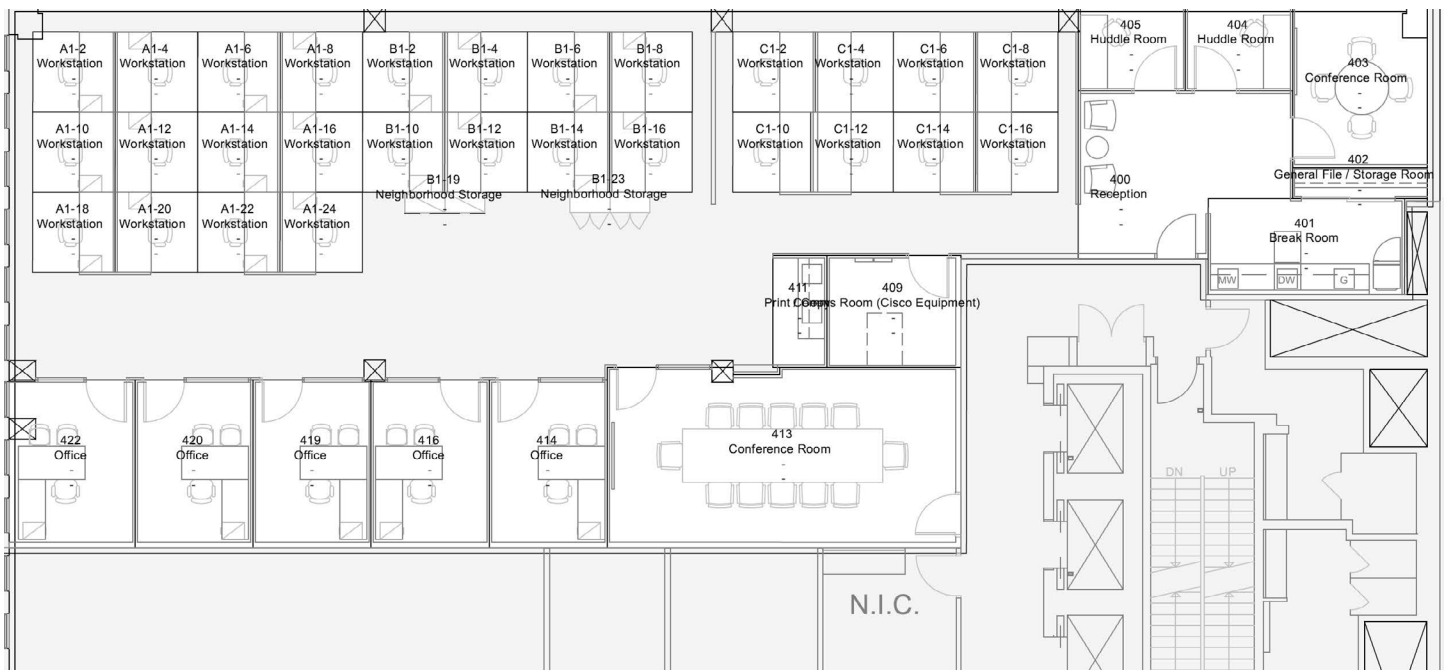 A1-2
Workstation
A1-4
Workstation
A1-6
Workstation
A1-8
Workstation
B1-2
Workstation
B1-4
Workstation
B1-6
Workstation
B1-8
Workstation
C1-2
Workstation
C1-4
Workstation
C1-6
Workstation
C1-8
Workstation
405
Huddle Room
404
Huddle Room
403
Conference Room
A1-10
Workstation
A1-12
Workstation
A1-14
Workstation
A1-16
Workstation
B1-10
Workstation
B1-12
Workstation
B1-14
Workstation
B1-16
Workstation
C1-10
Workstation
C1-12
Workstation
C1-14
Workstation
C1-16
Workstation
402
General File / Storage Room
B1-19
Neighborhood Storage
B1-23
Neighborhood Storage
400
Reception
A1-18
Workstation
A1-20
Workstation
A1-22
Workstation
A1-24
Workstation
401
Break Room
MW
DW
G
411
Print
409
Room (Cisco Equipment)
422
Office
420
Office
419
Office
416
Office
414
Office
413
Conference Room
DN
UP
N.I.C.